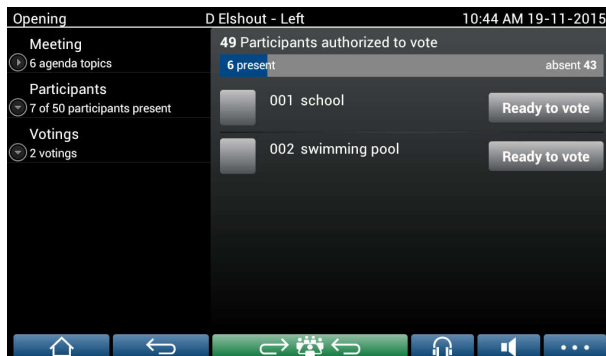 Opening D Elshout - Left 10:44 AM 19-11-2015
Meeting
6 agenda topics
Participants
7 of 50 participants present
Votings
2 votings
49 Participants authorized to vote
6 present absent 43
001 school Ready to vote
002 swimming pool Ready to vote